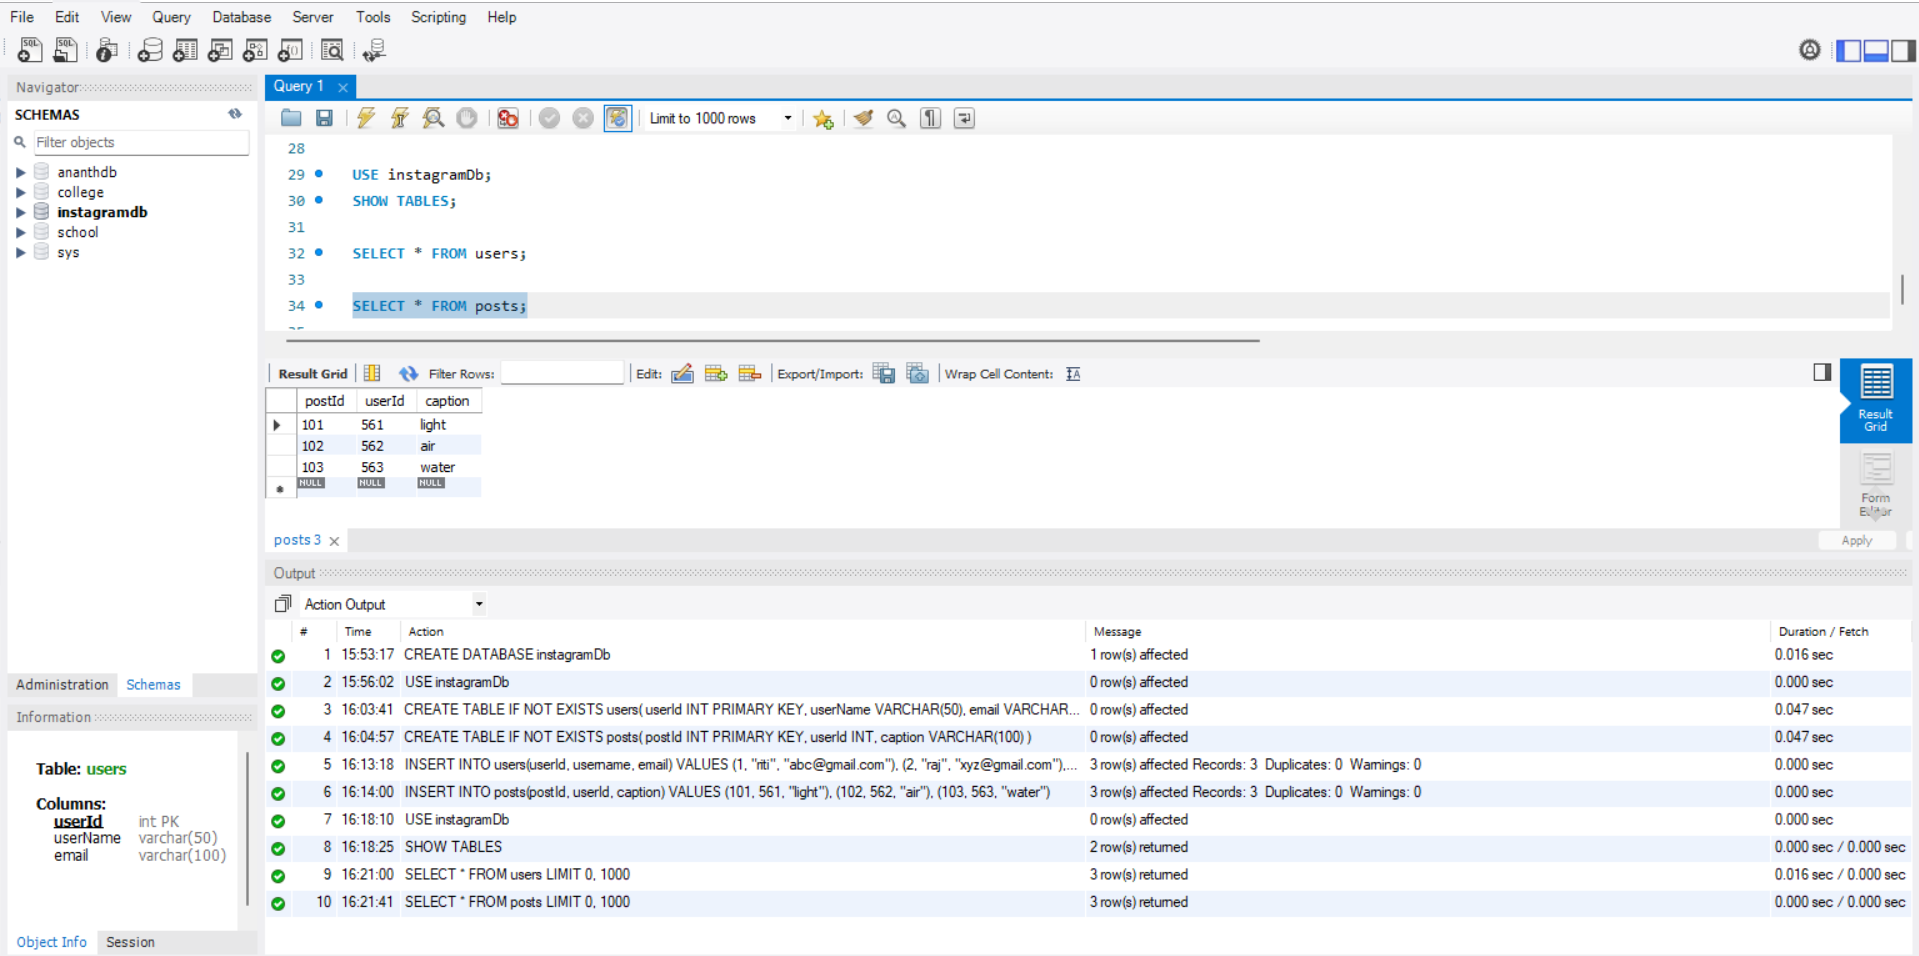 File Edit View Query Database Server Tools Scripting Help
Navigator
SCHEMAS
Filter objects
ananthdb
college
instagramdb
school
sys
Administration Schemas
Information
Table: users
Columns:
userId int PK
userName varchar(50)
email varchar(100)
Object Info Session
Query 1
Limit to 1000 rows
28
29 USE instagramDb;
30 SHOW TABLES;
31
32 SELECT * FROM users;
33
34 SELECT * FROM posts;
Result Grid Filter Rows: Edit: Export/Import: Wrap Cell Content:
postId userId caption
101 561 light
102 562 air
103 563 water
NULL NULL NULL
Result
Grid
Form
Editor
posts 3
Apply
Output
Action Output
# Time Action Message Duration / Fetch
1 15:53:17 CREATE DATABASE instagramDb 1 row(s) affected 0.016 sec
2 15:56:02 USE instagramDb 0 row(s) affected 0.000 sec
3 16:03:41 CREATE TABLE IF NOT EXISTS users( userId INT PRIMARY KEY, userName VARCHAR(50), email VARCHAR... 0 row(s) affected 0.047 sec
4 16:04:57 CREATE TABLE IF NOT EXISTS posts( postId INT PRIMARY KEY, userId INT, caption VARCHAR(100) ) 0 row(s) affected 0.047 sec
5 16:13:18 INSERT INTO users(userId, username, email) VALUES (1, "riti", "abc@gmail.com"), (2, "raj", "xyz@gmail.com"),... 3 row(s) affected Records: 3 Duplicates: 0 Warnings: 0 0.000 sec
6 16:14:00 INSERT INTO posts(postId, userId, caption) VALUES (101, 561, "light"), (102, 562, "air"), (103, 563, "water") 3 row(s) affected Records: 3 Duplicates: 0 Warnings: 0 0.000 sec
7 16:18:10 USE instagramDb 0 row(s) affected 0.000 sec
8 16:18:25 SHOW TABLES 2 row(s) returned 0.000 sec / 0.000 sec
9 16:21:00 SELECT * FROM users LIMIT 0, 1000 3 row(s) returned 0.016 sec / 0.000 sec
10 16:21:41 SELECT * FROM posts LIMIT 0, 1000 3 row(s) returned 0.000 sec / 0.000 sec